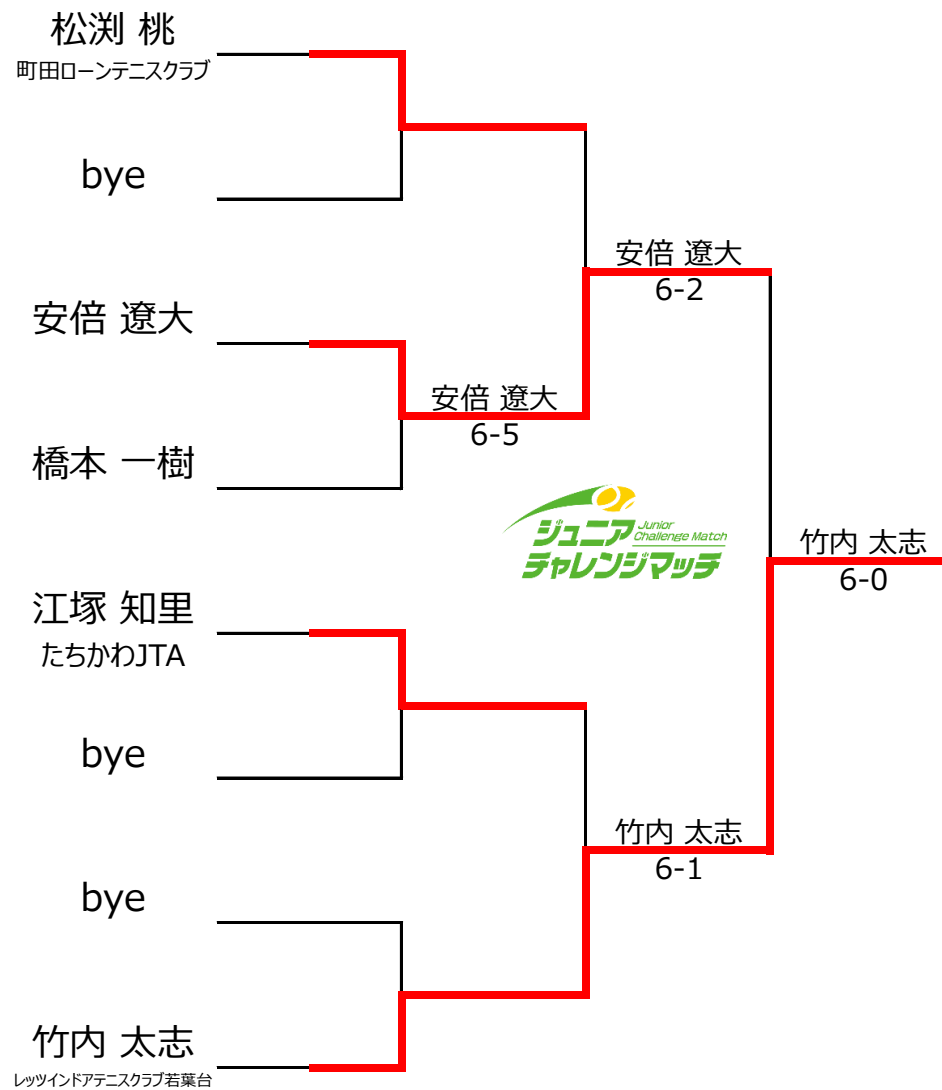 松渕 桃
町田ローンテニスクラブ
bye
安倍 遼大
6-2
安倍 遼大
安倍 遼大
6-5
橋本 一樹
ジュニア
Junior
Challenge Match
チャレンジマッチ
竹内 太志
6-0
江塚 知里
たちかわJTA
bye
竹内 太志
6-1
bye
竹内 太志
レッツインドアテニスクラブ若葉台